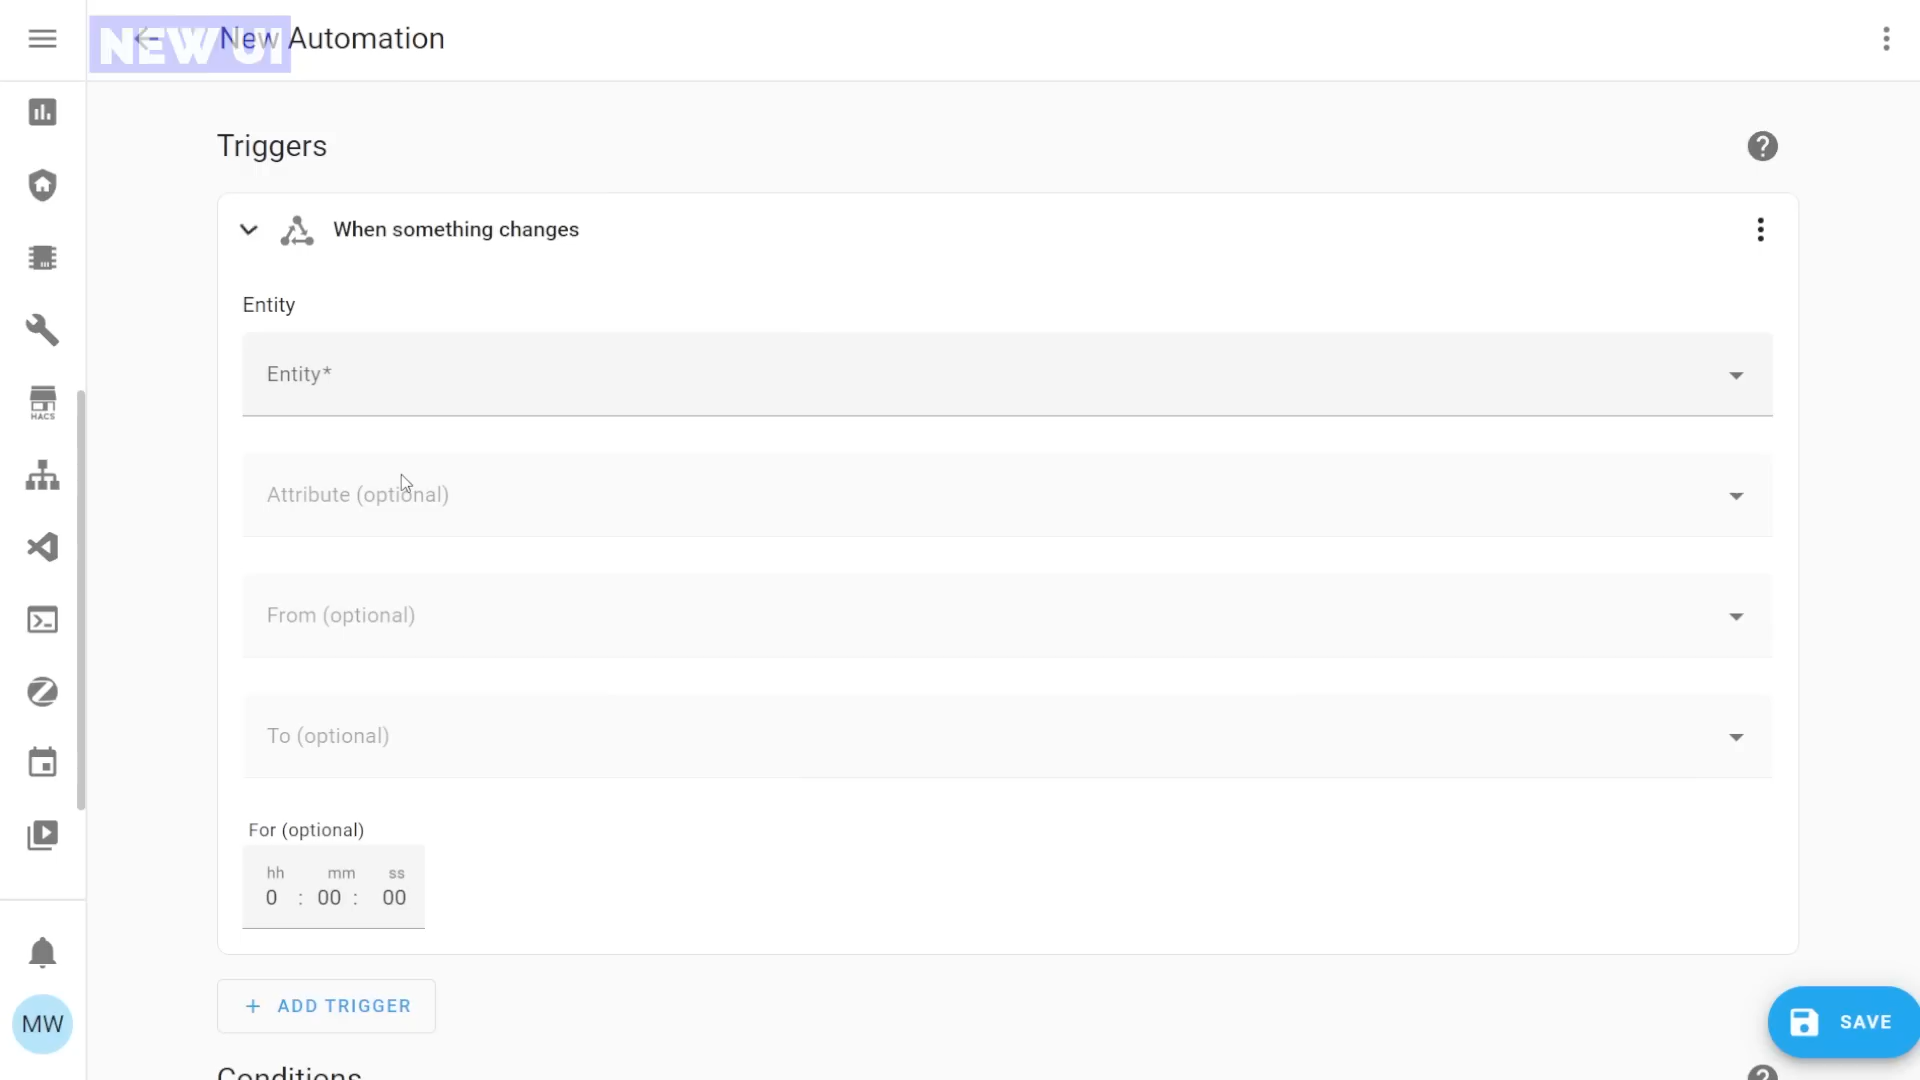 NEW UI
New Automation
Triggers
When something changes
Entity
Entity*
Attribute (optional)
From (optional)
To (optional)
For (optional)
hh mm ss
0 : 00 : 00
+ ADD TRIGGER
Conditions
HACS
MW
SAVE